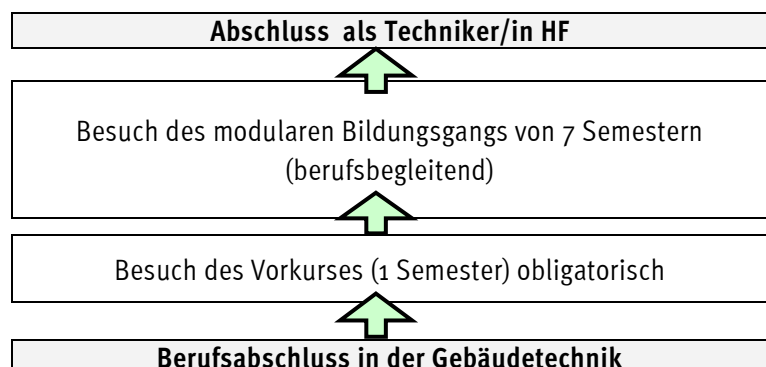 Abschluss als Techniker/in HF
Besuch des modularen Bildungsgangs von 7 Semestern
(berufsbegleitend)
Besuch des Vorkurses (1 Semester) obligatorisch
Berufsabschluss in der Gebäudetechnik